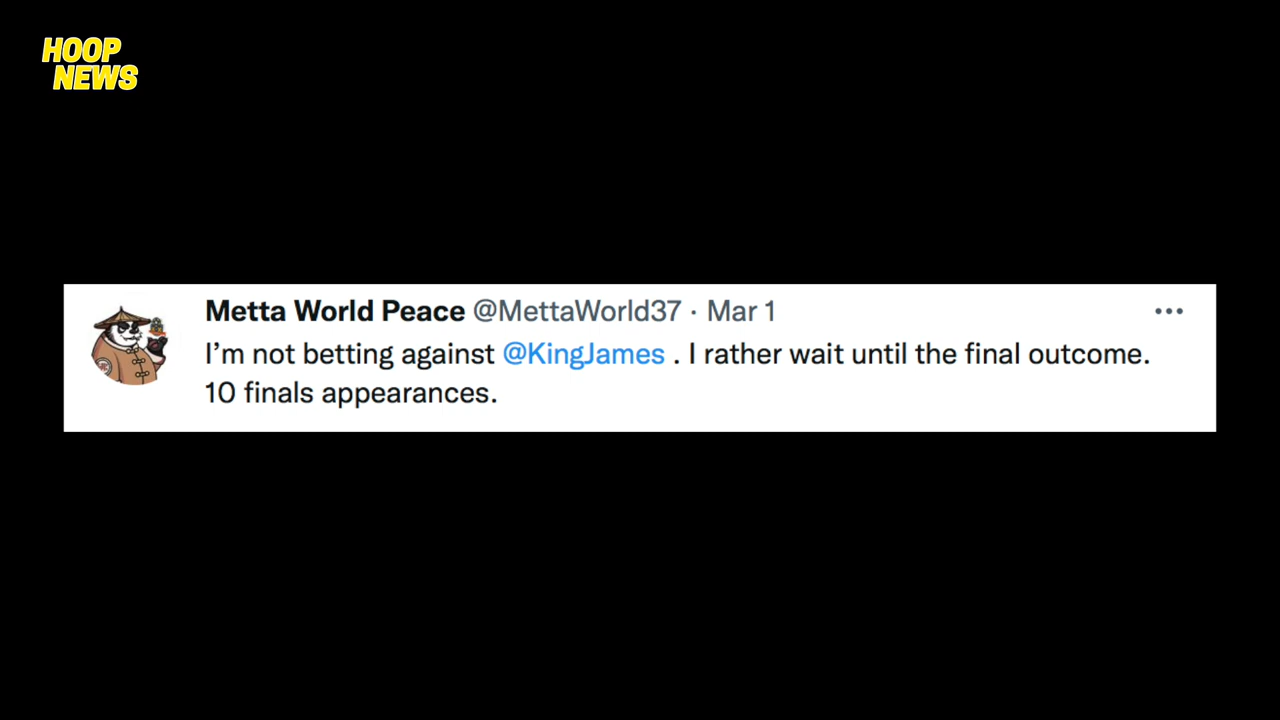 HOOP
NEWS
Metta World Peace @MettaWorld37 · Mar 1
I’m not betting against @KingJames . I rather wait until the final outcome.
10 finals appearances.